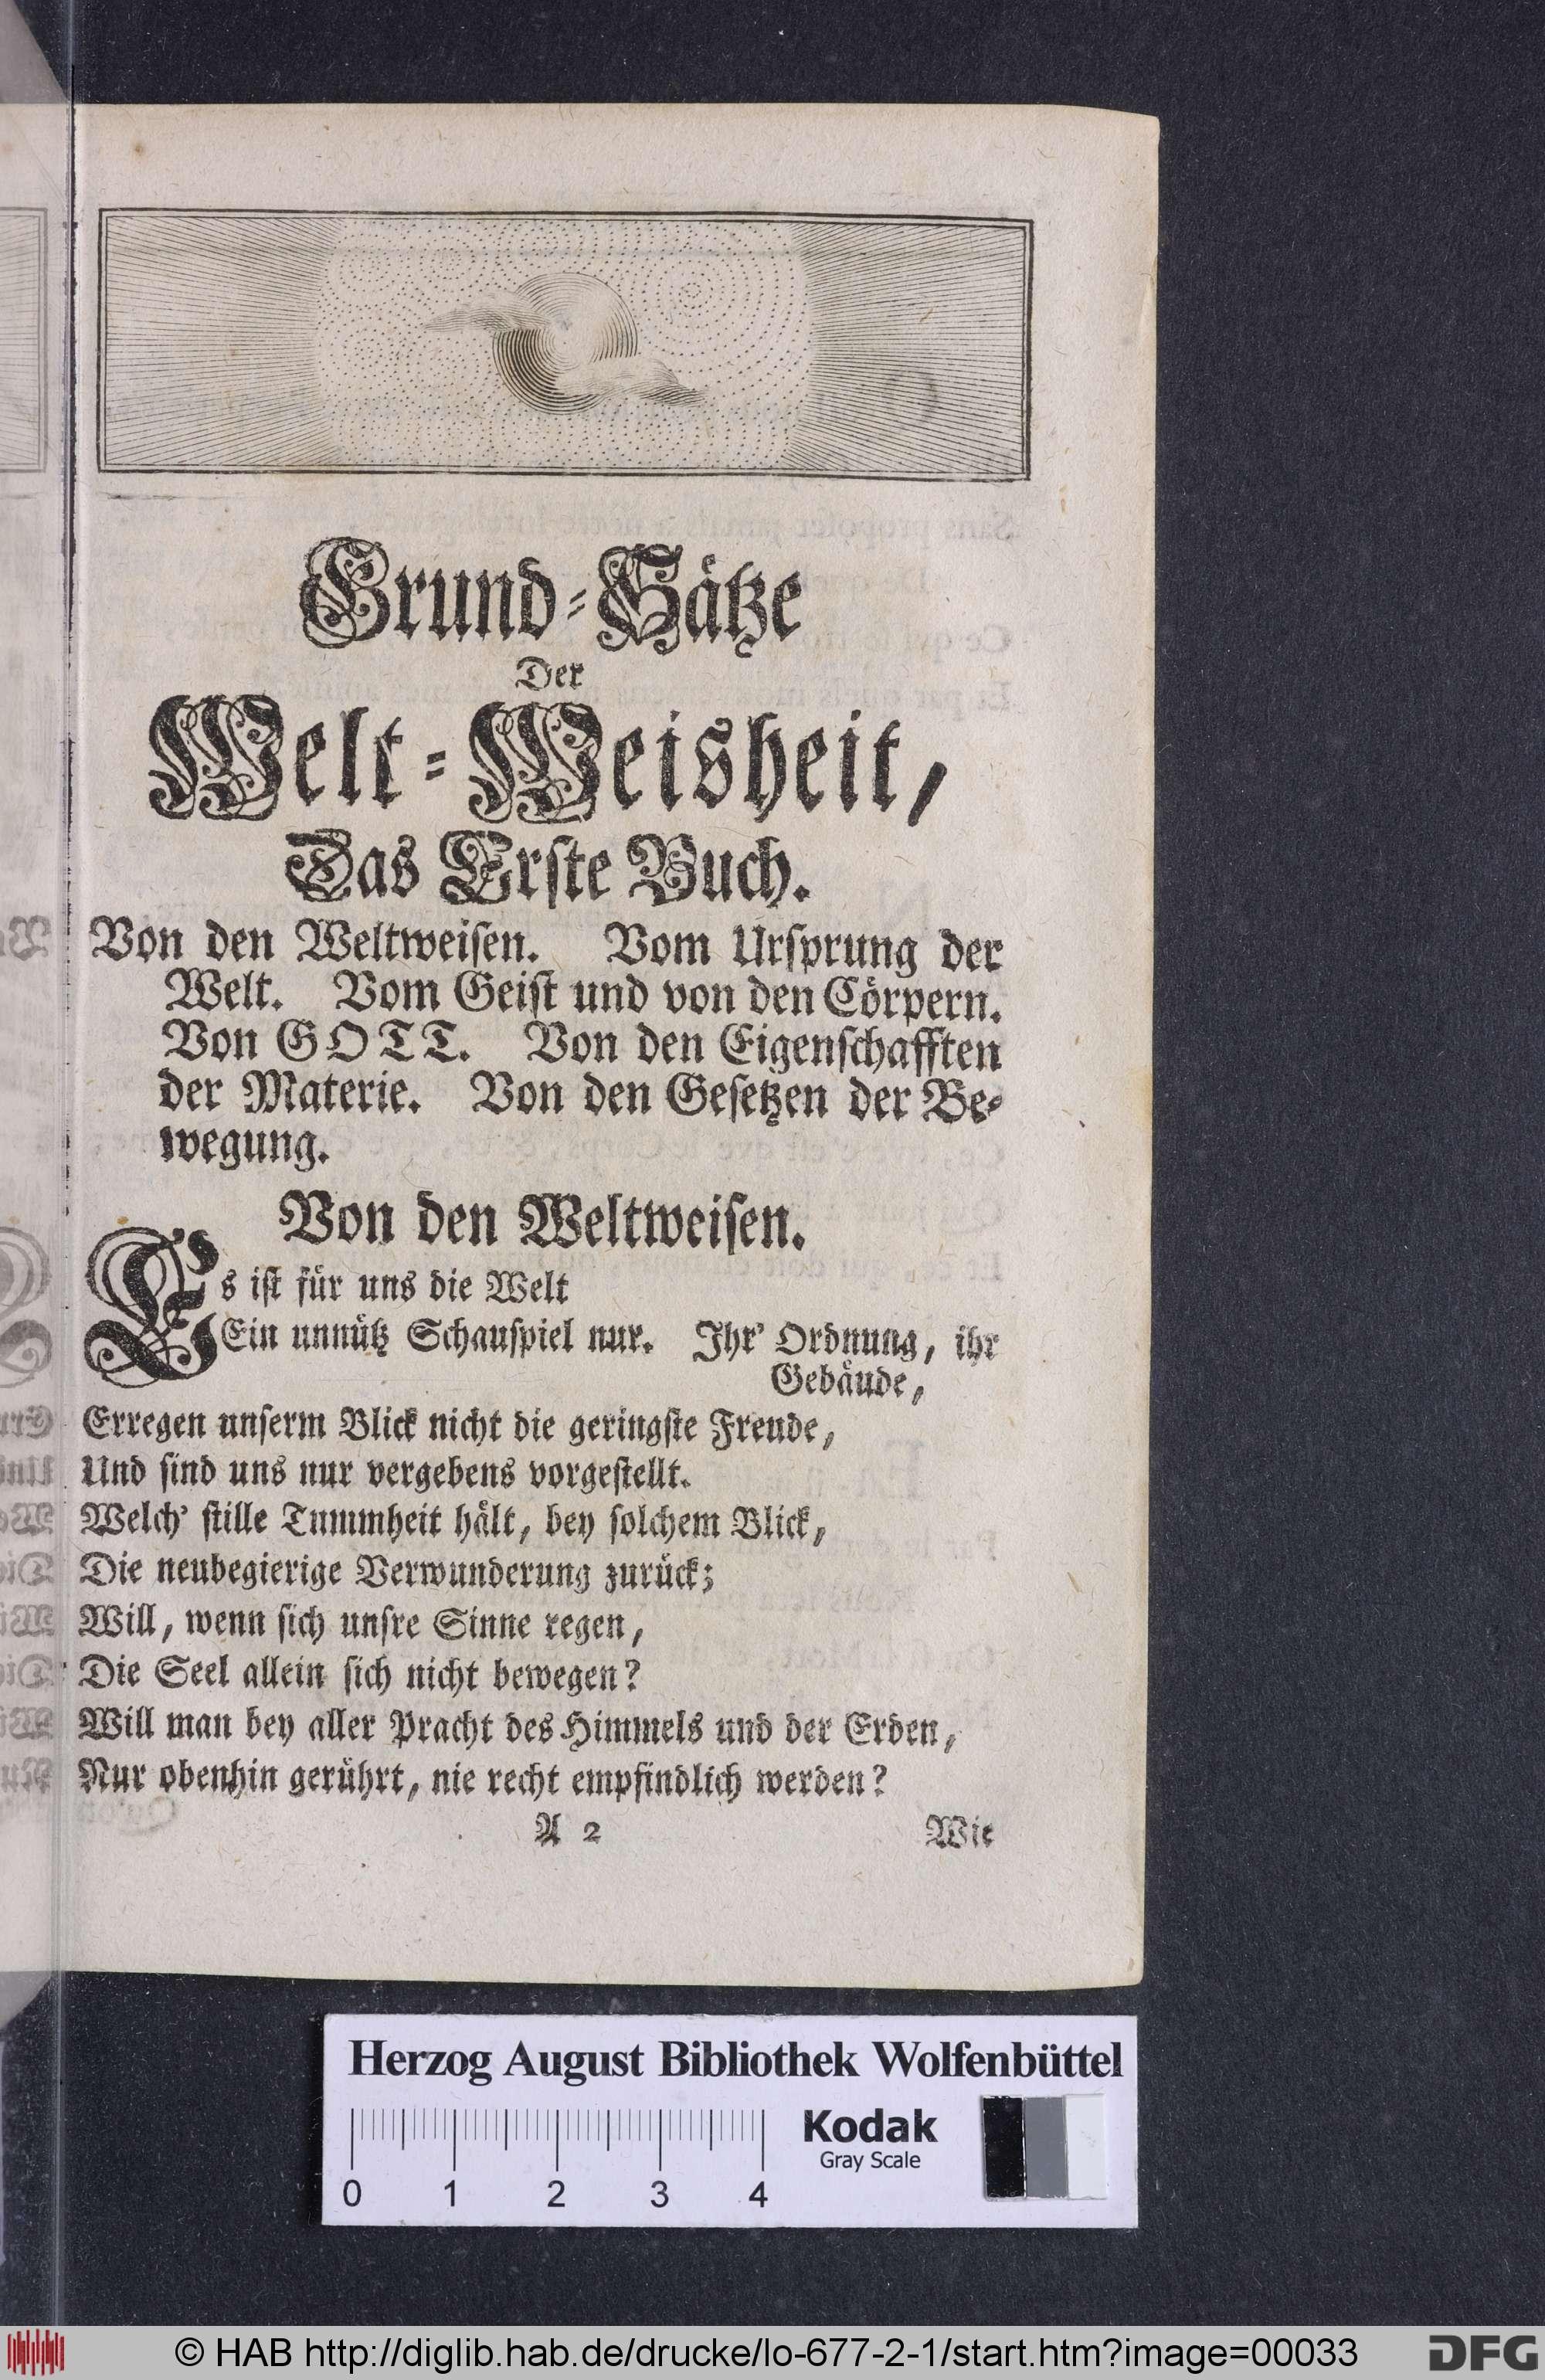 Grund-Sätze
Der
Welt-Weisheit,
Das Erste Buch.
Von den Weltweisen. Vom Ursprung der
Welt. Vom Geist und von den Cörpern.
Von GOTT. Von den Eigenschafften
der Materie. Von den Gesetzen der Be-
wegung.
Von den Weltweisen.
Es ist für uns die Welt
Ein unnütz Schauspiel nur. Ihr' Ordnung, ihr
Gebäude,
Erregen unserm Blick nicht die geringste Freude,
Und sind uns nur vergebens vorgestellt.
Welch' stille Tummheit hält, bey solchem Blick,
Die neubegierige Verwunderung zurück;
Will, wenn sich unsre Sinne regen,
Die Seel allein sich nicht bewegen?
Will man bey aller Pracht des Himmels und der Erden,
Nur obenhin gerührt, nie recht empfindlich werden?
A 2 Wie
Herzog August Bibliothek Wolfenbüttel
Kodak
Gray Scale
0 1 2 3 4
© HAB http://diglib.hab.de/drucke/lo-677-2-1/start.htm?image=00033
DFG